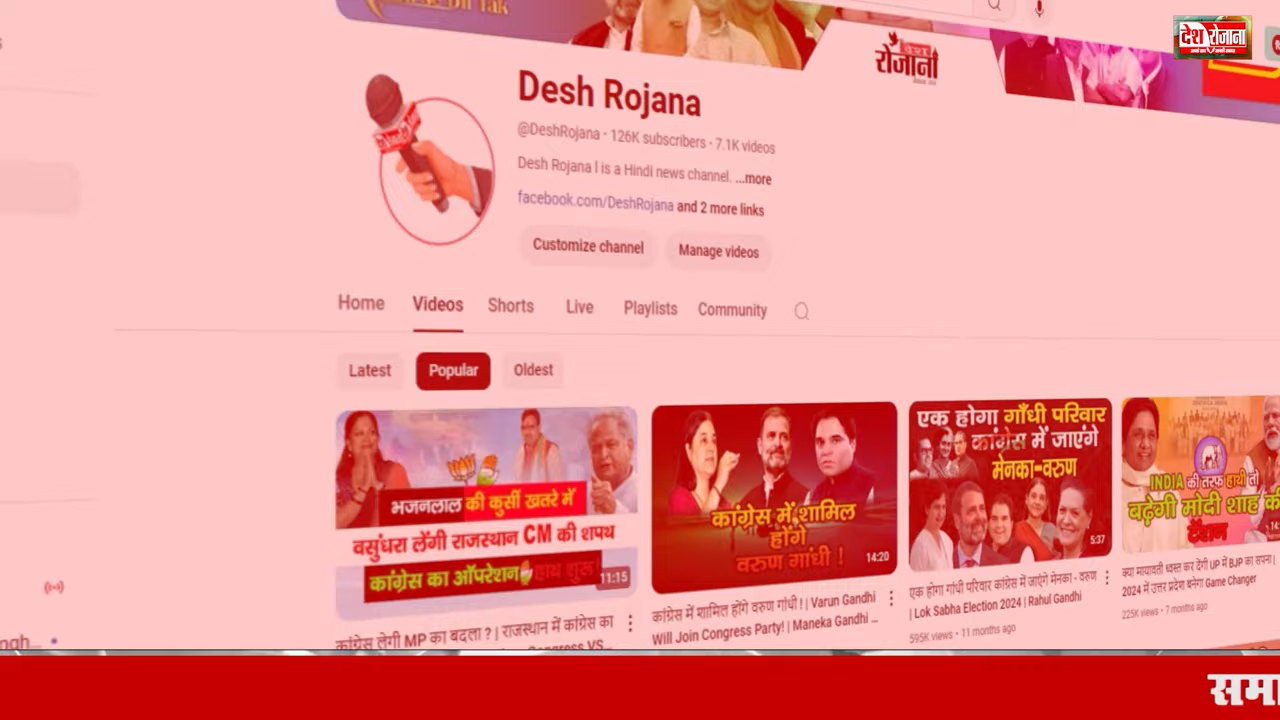 देश रोजाना
रोजाना
Desh Rojana
@DeshRojana · 126K subscribers · 7.1K videos
Desh Rojana l is a Hindi news channel. ...more
facebook.com/DeshRojana and 2 more links
Customize channel
Manage videos
Home
Videos
Shorts
Live
Playlists
Community
Latest
Popular
Oldest
भजनलाल की कुर्सी खतरे में
वसुंधरा लेंगी राजस्थान CM की शपथ
कांग्रेस का ऑपरेशन हाथ शुरू
11:15
कांग्रेस लेगी MP का बदला ? | राजस्थान में कांग्रेस का
Congress VS...
कांग्रेस में शामिल
होंगे
वरुण गांधी !
14:20
कांग्रेस में शामिल होंगे वरुण गांधी ! | Varun Gandhi
Will Join Congress Party! | Maneka Gandhi ...
एक होगा गाँधी परिवार
कांग्रेस में जाएंगे
मेनका-वरुण
5:37
एक होगा गांधी परिवार कांग्रेस में जाएंगे मेनका - वरुण
| Lok Sabha Election 2024 | Rahul Gandhi
595K views · 11 months ago
INDIA की तरफ हाथी तो
बढ़ेगी मोदी शाह की
टेंशन
क्या मायावती ध्वस्त कर देंगी UP में BJP का सपना |
2024 में उत्तर प्रदेश बनेगा Game Changer
225K views · 7 months ago
समा